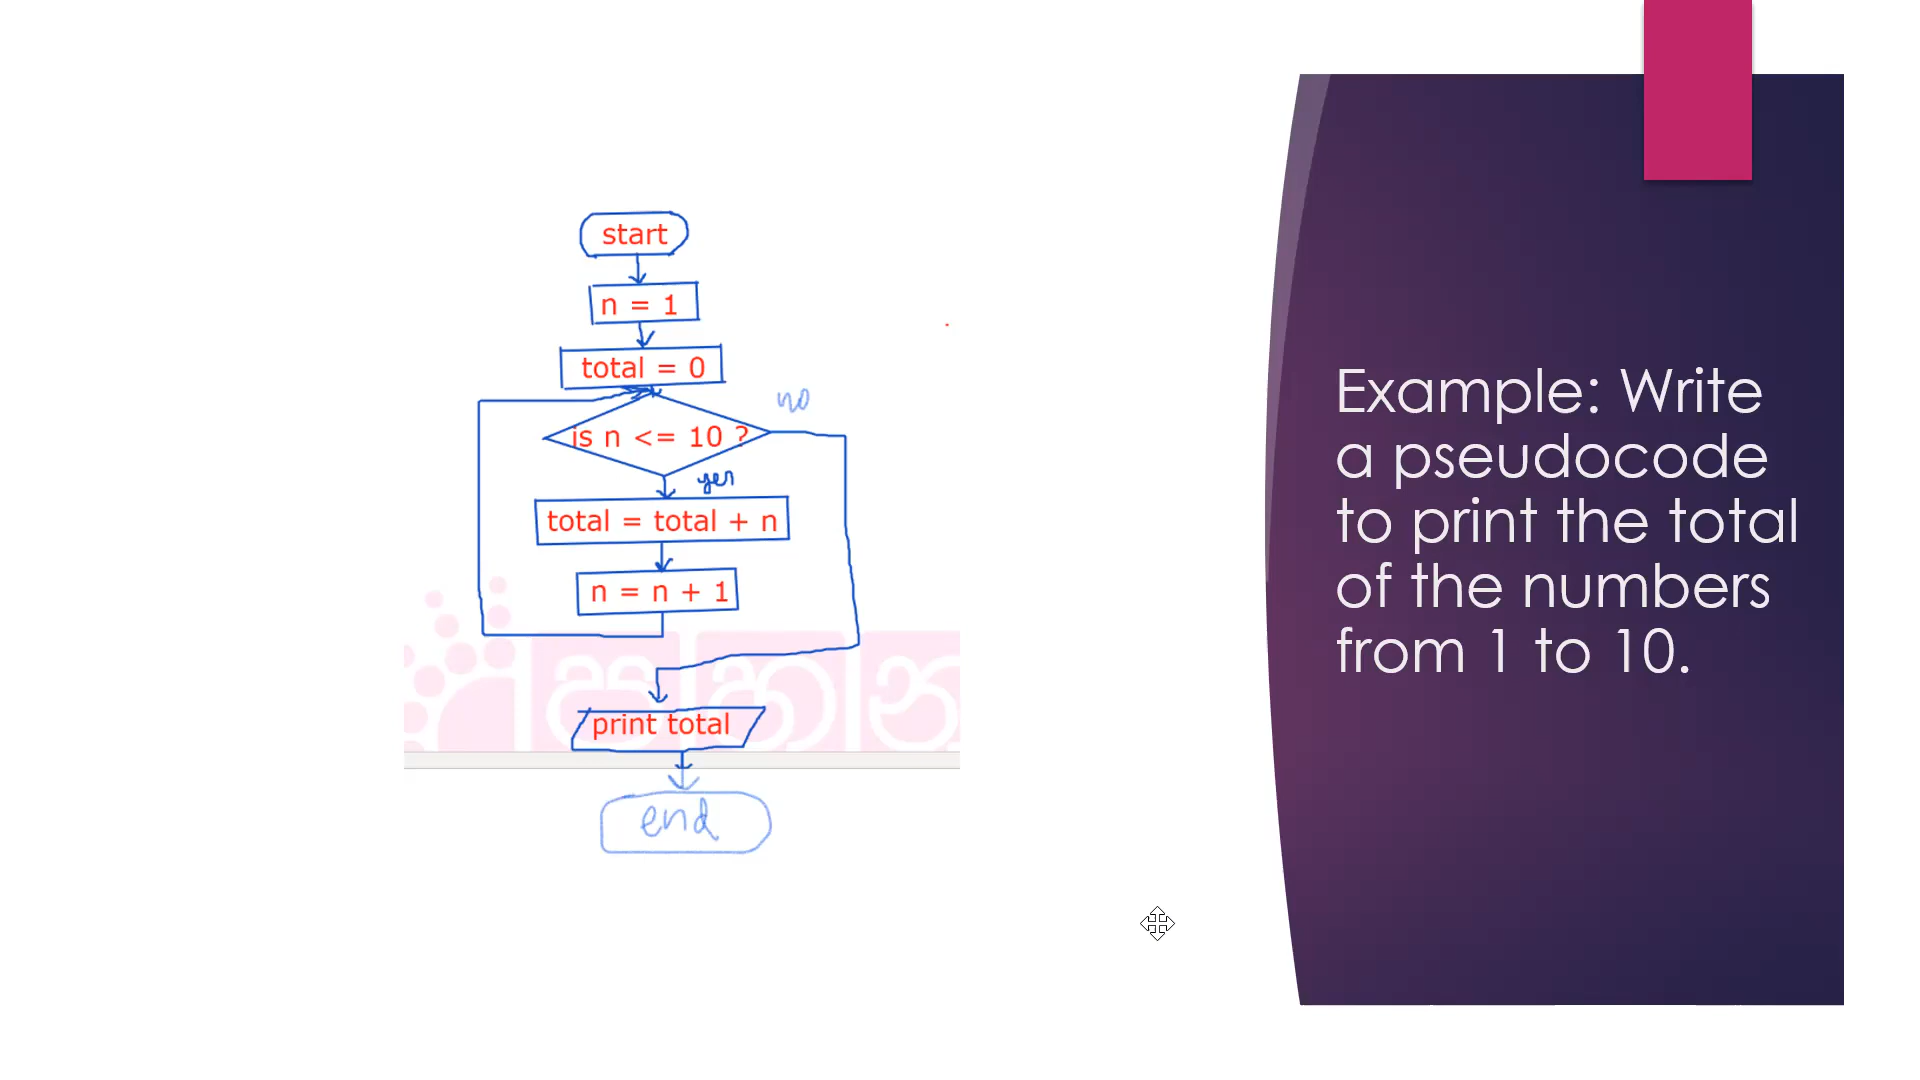 start
n = 1
total = 0
no
is n <= 10 ?
yes
total = total + n
n = n + 1
print total
end
Example: Write
a pseudocode
to print the total
of the numbers
from 1 to 10.